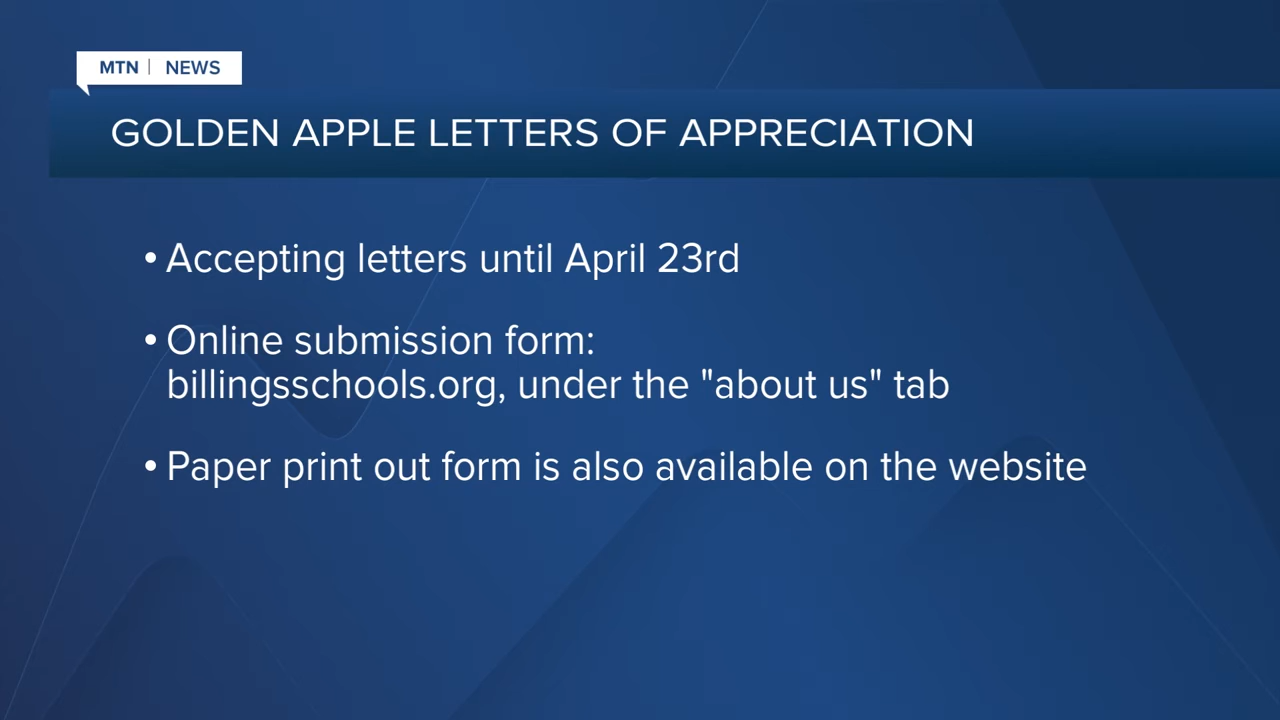 MTN | NEWS
GOLDEN APPLE LETTERS OF APPRECIATION
• Accepting letters until April 23rd
• Online submission form:
billingsschools.org, under the "about us" tab
• Paper print out form is also available on the website